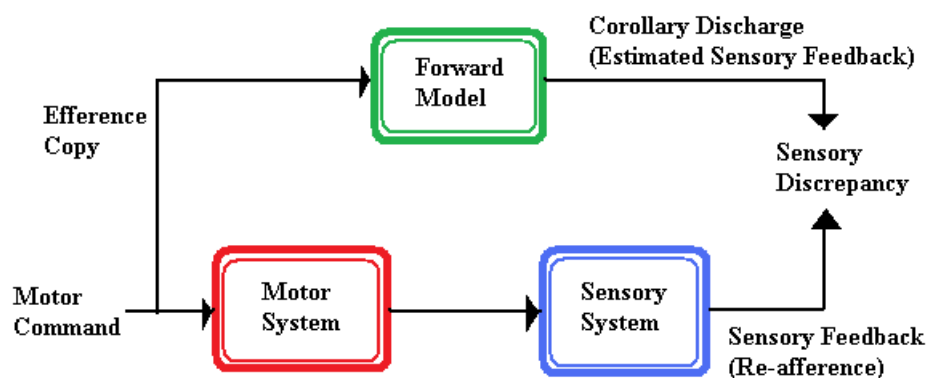 Corollary Discharge
(Estimated Sensory Feedback)
Forward
Model
Efference
Copy
Sensory
Discrepancy
Motor
Command
Motor
System
Sensory
System
Sensory Feedback
(Re-afference)